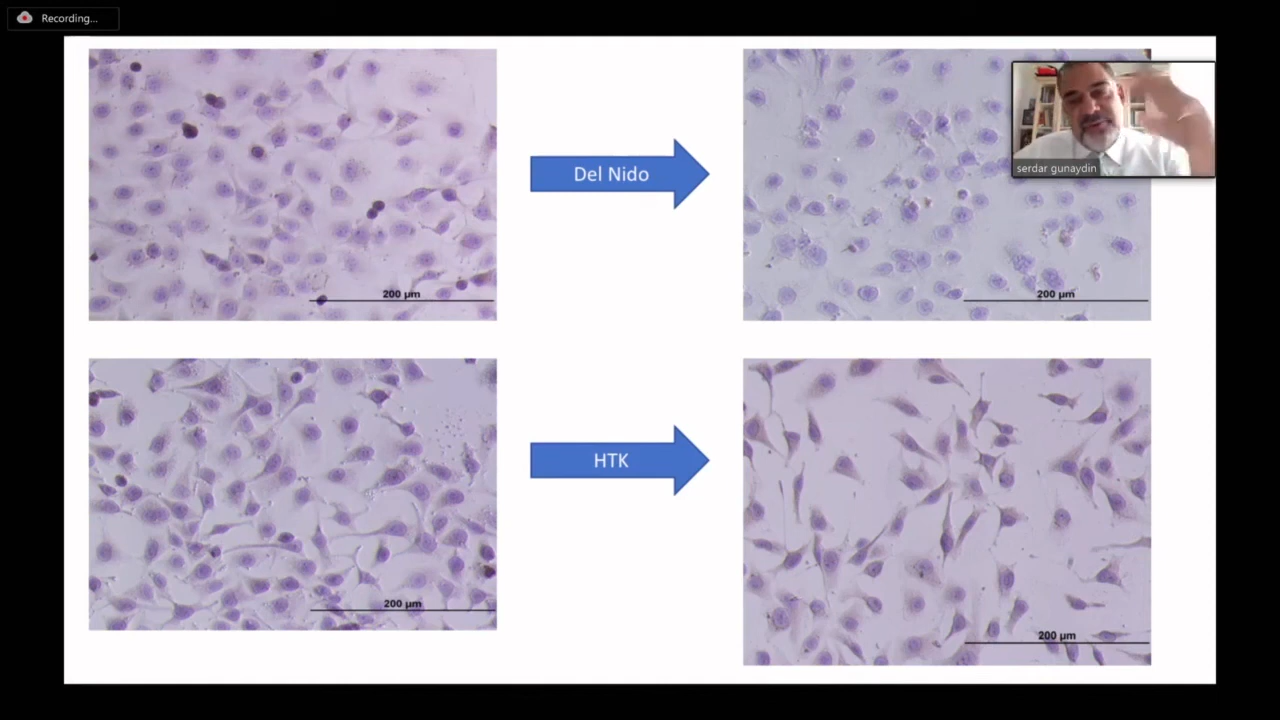 Recording...
Del Nido
serdar gunaydin
200 µm
200 µm
HTK
200 µm
200 µm